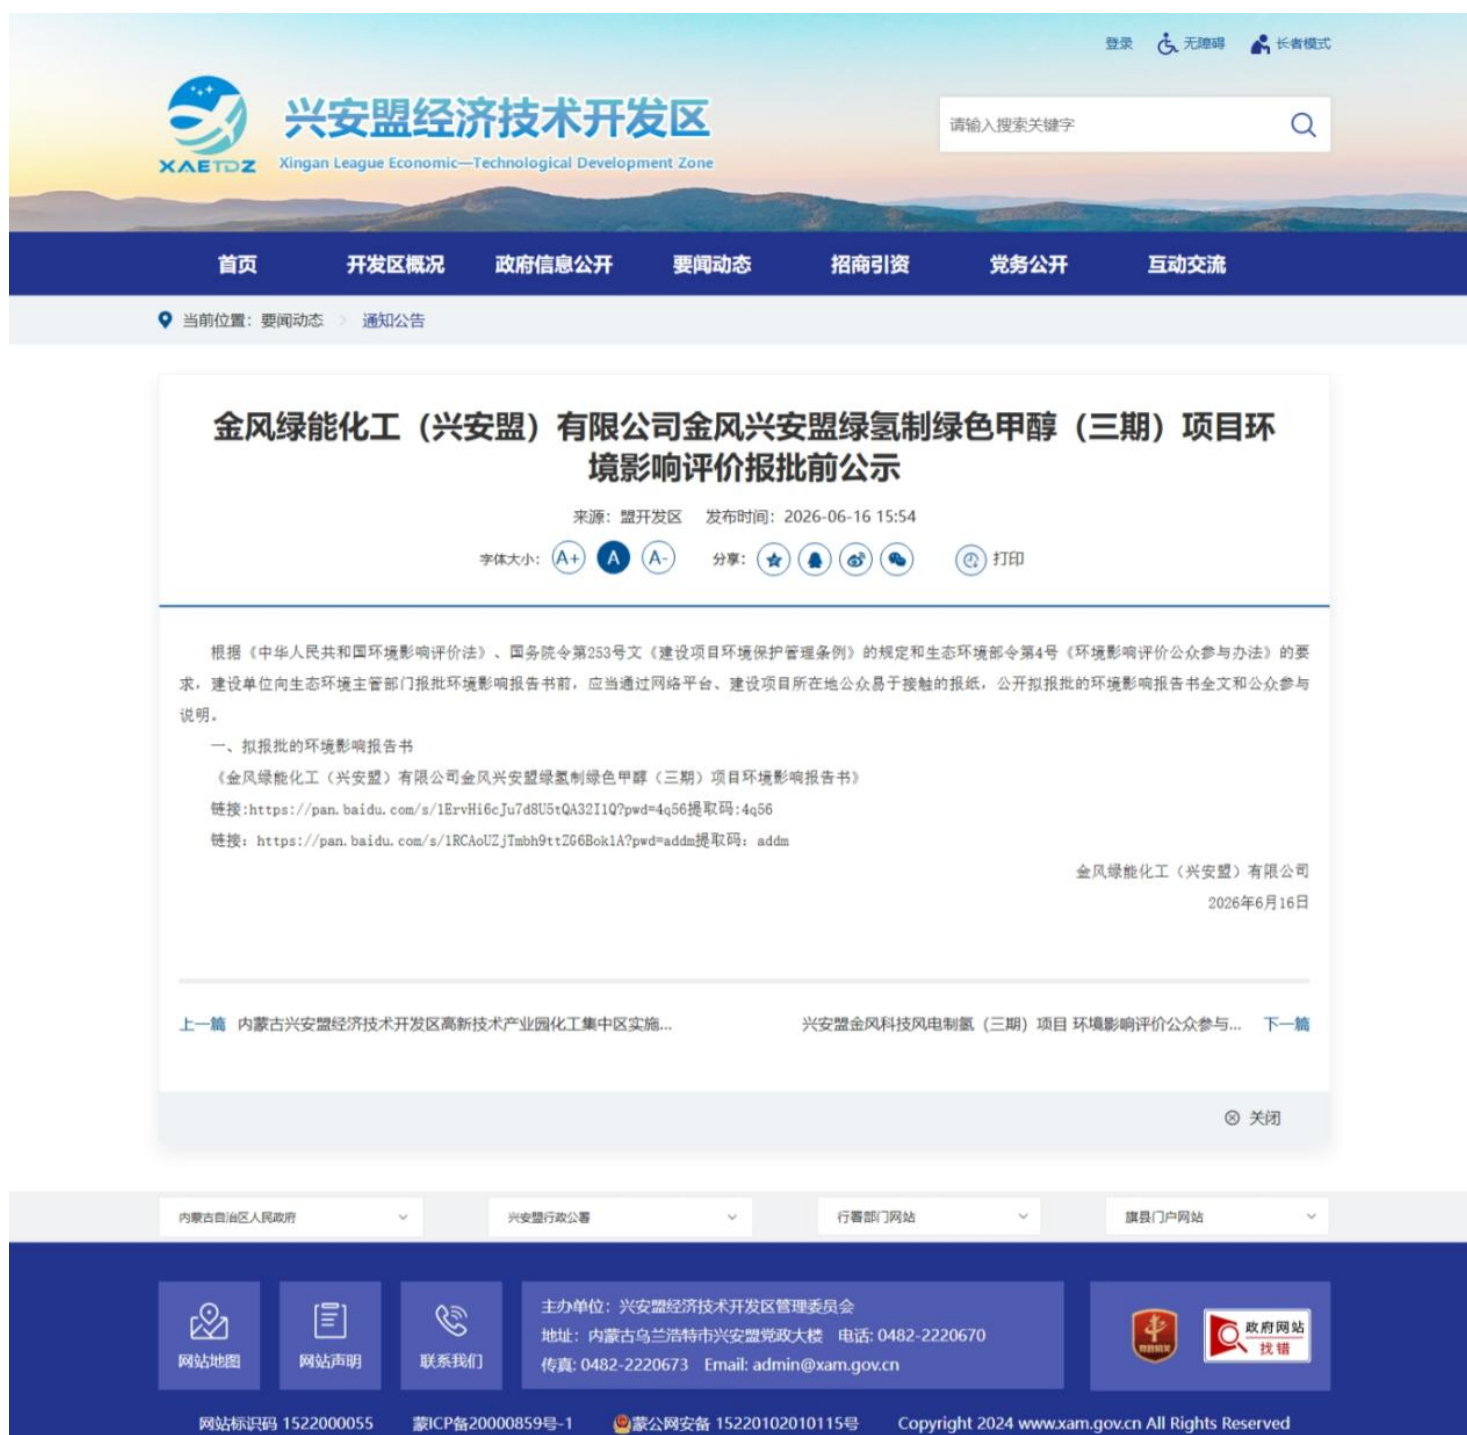 登录 无障碍 长者模式
兴安盟经济技术开发区
XAETDZ
Xingan League Economic—Technological Development Zone
请输入搜索关键字
首页 开发区概况 政府信息公开 要闻动态 招商引资 党务公开 互动交流
当前位置：要闻动态 > 通知公告
金风绿能化工（兴安盟）有限公司金风兴安盟绿氢制绿色甲醇（三期）项目环
境影响评价报批前公示
来源：盟开发区 发布时间：2026-06-16 15:54
字体大小： A+ A A- 分享： 打印
根据《中华人民共和国环境影响评价法》、国务院令第253号文《建设项目环境保护管理条例》的规定和生态环境部令第4号《环境影响评价公众参与办法》的要
求，建设单位向生态环境主管部门报批环境影响报告书前，应当通过网络平台、建设项目所在地公众易于接触的报纸，公开拟报批的环境影响报告书全文和公众参与
说明。
一、拟报批的环境影响报告书
《金风绿能化工（兴安盟）有限公司金风兴安盟绿氢制绿色甲醇（三期）项目环境影响报告书》
链接:https://pan.baidu.com/s/1ErvHi6cJu7d8U5tQA32I1Q?pwd=4q56提取码:4q56
链接：https://pan.baidu.com/s/1RCAoUZjTmbh9ttZG6Bok1A?pwd=addm提取码：addm
金风绿能化工（兴安盟）有限公司
2026年6月16日
上一篇 内蒙古兴安盟经济技术开发区高新技术产业园化工集中区实施...
兴安盟金风科技风电制氢（三期）项目 环境影响评价公众参与... 下一篇
关闭
内蒙古自治区人民政府 兴安盟行政公署 行署部门网站 旗县门户网站
网站地图 网站声明 联系我们
主办单位：兴安盟经济技术开发区管理委员会
地址：内蒙古乌兰浩特市兴安盟党政大楼 电话: 0482-2220670
传真: 0482-2220673 Email: admin@xam.gov.cn
党政机关
政府网站
找错
网站标识码 1522000055 蒙ICP备20000859号-1 蒙公网安备 15220102010115号 Copyright 2024 www.xam.gov.cn All Rights Reserved